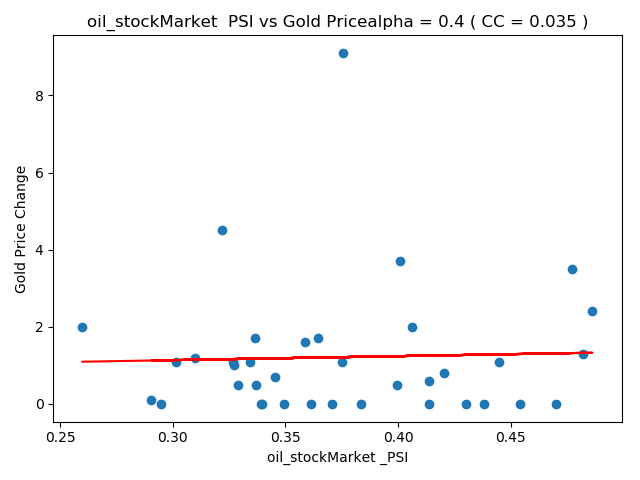 oil_stockMarket  PSI vs Gold Pricealpha = 0.4 ( CC = 0.035 )
Gold Price Change
8
6
4
2
0
0.25 0.30 0.35 0.40 0.45
oil_stockMarket _PSI